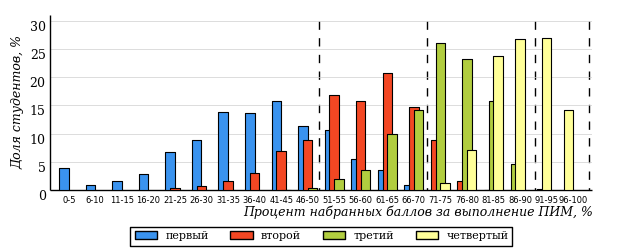 Доля студентов, %
30
25
20
15
10
5
0
0-5 6-10 11-15 16-20 21-25 26-30 31-35 36-40 41-45 46-50 51-55 56-60 61-65 66-70 71-75 76-80 81-85 86-90 91-95 96-100
Процент набранных баллов за выполнение ПИМ, %
первый второй третий четвертый